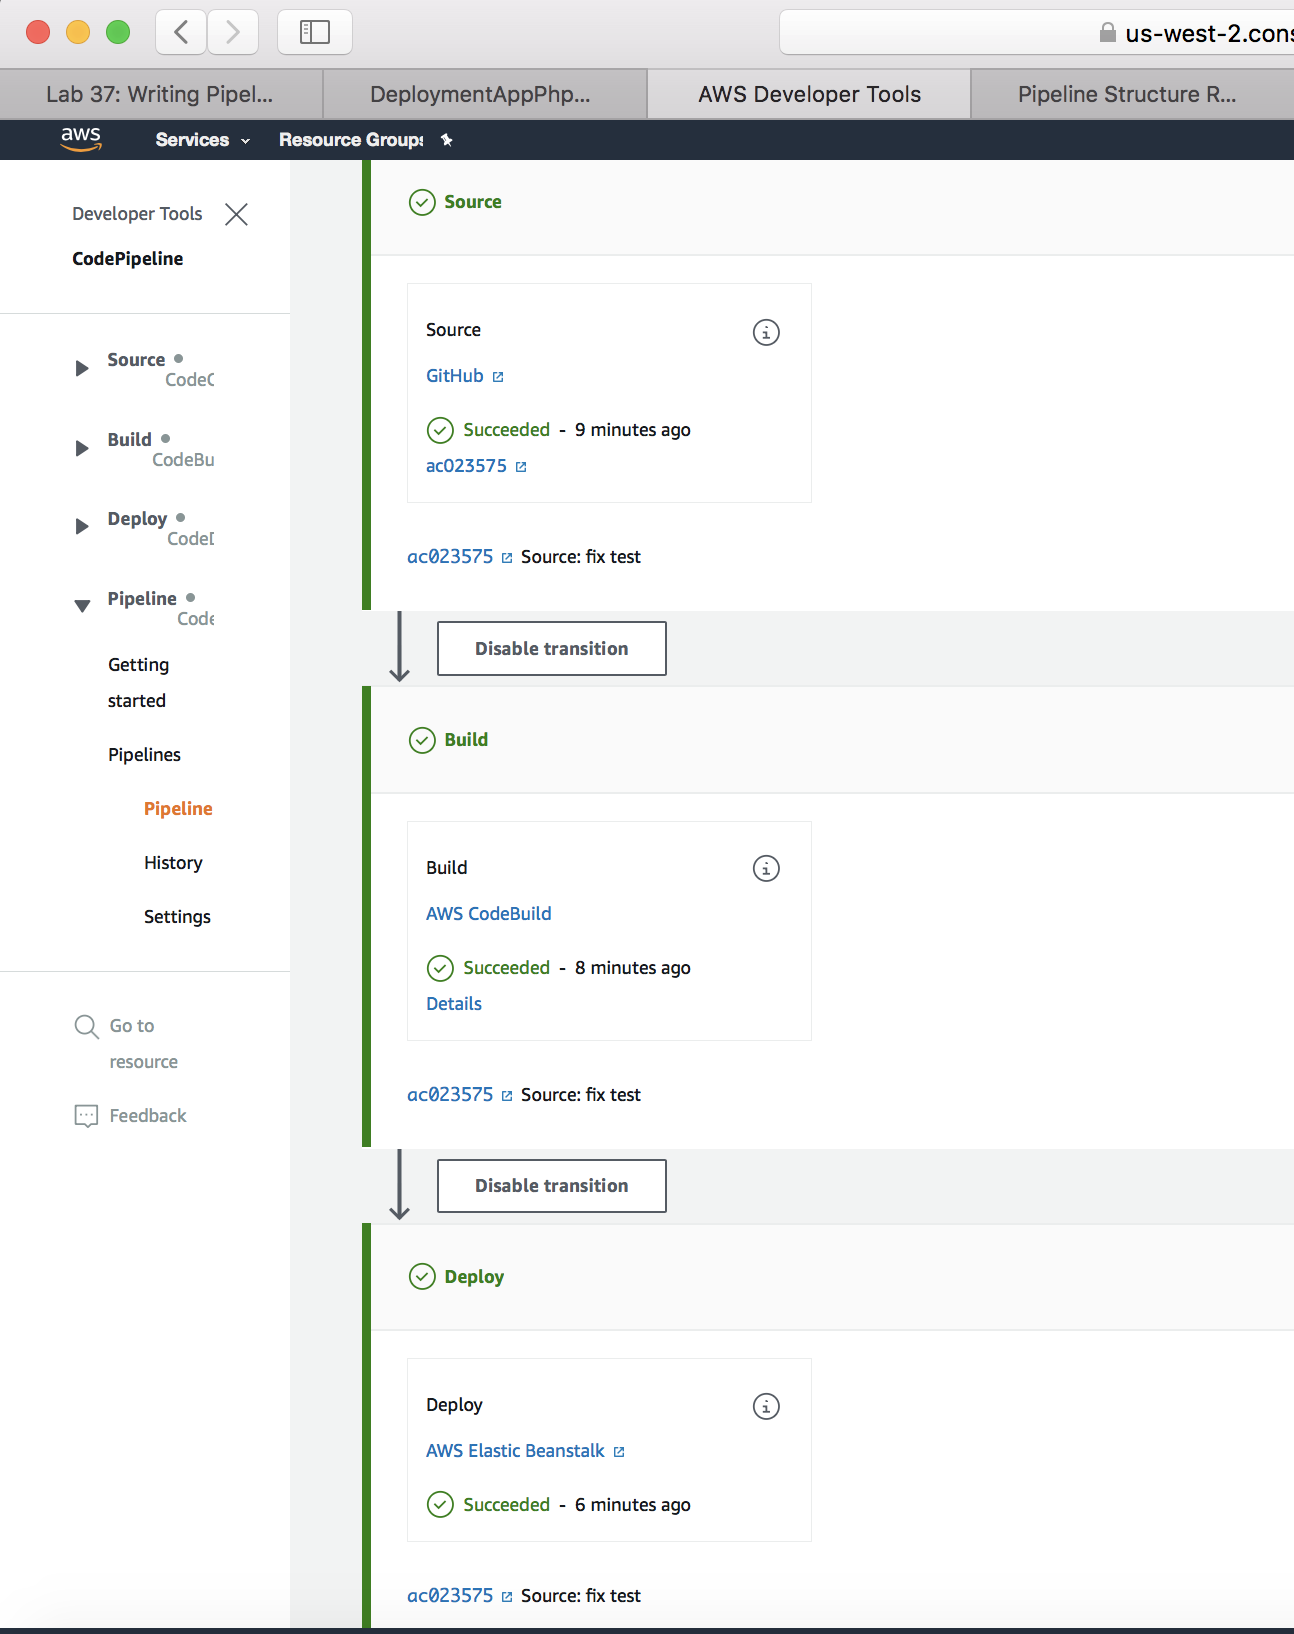 us-west-2.cons
Lab 37: Writing Pipel...
DeploymentAppPhp...
AWS Developer Tools
Pipeline Structure R...
aws
Services
Resource Groups
Developer Tools
CodePipeline
Source
CodeC
Build
CodeBu
Deploy
CodeD
Pipeline
Code
Getting
started
Pipelines
Pipeline
History
Settings
Go to
resource
Feedback
Source
Source
GitHub
Succeeded - 9 minutes ago
ac023575
ac023575 Source: fix test
Disable transition
Build
Build
AWS CodeBuild
Succeeded - 8 minutes ago
Details
ac023575 Source: fix test
Disable transition
Deploy
Deploy
AWS Elastic Beanstalk
Succeeded - 6 minutes ago
ac023575 Source: fix test